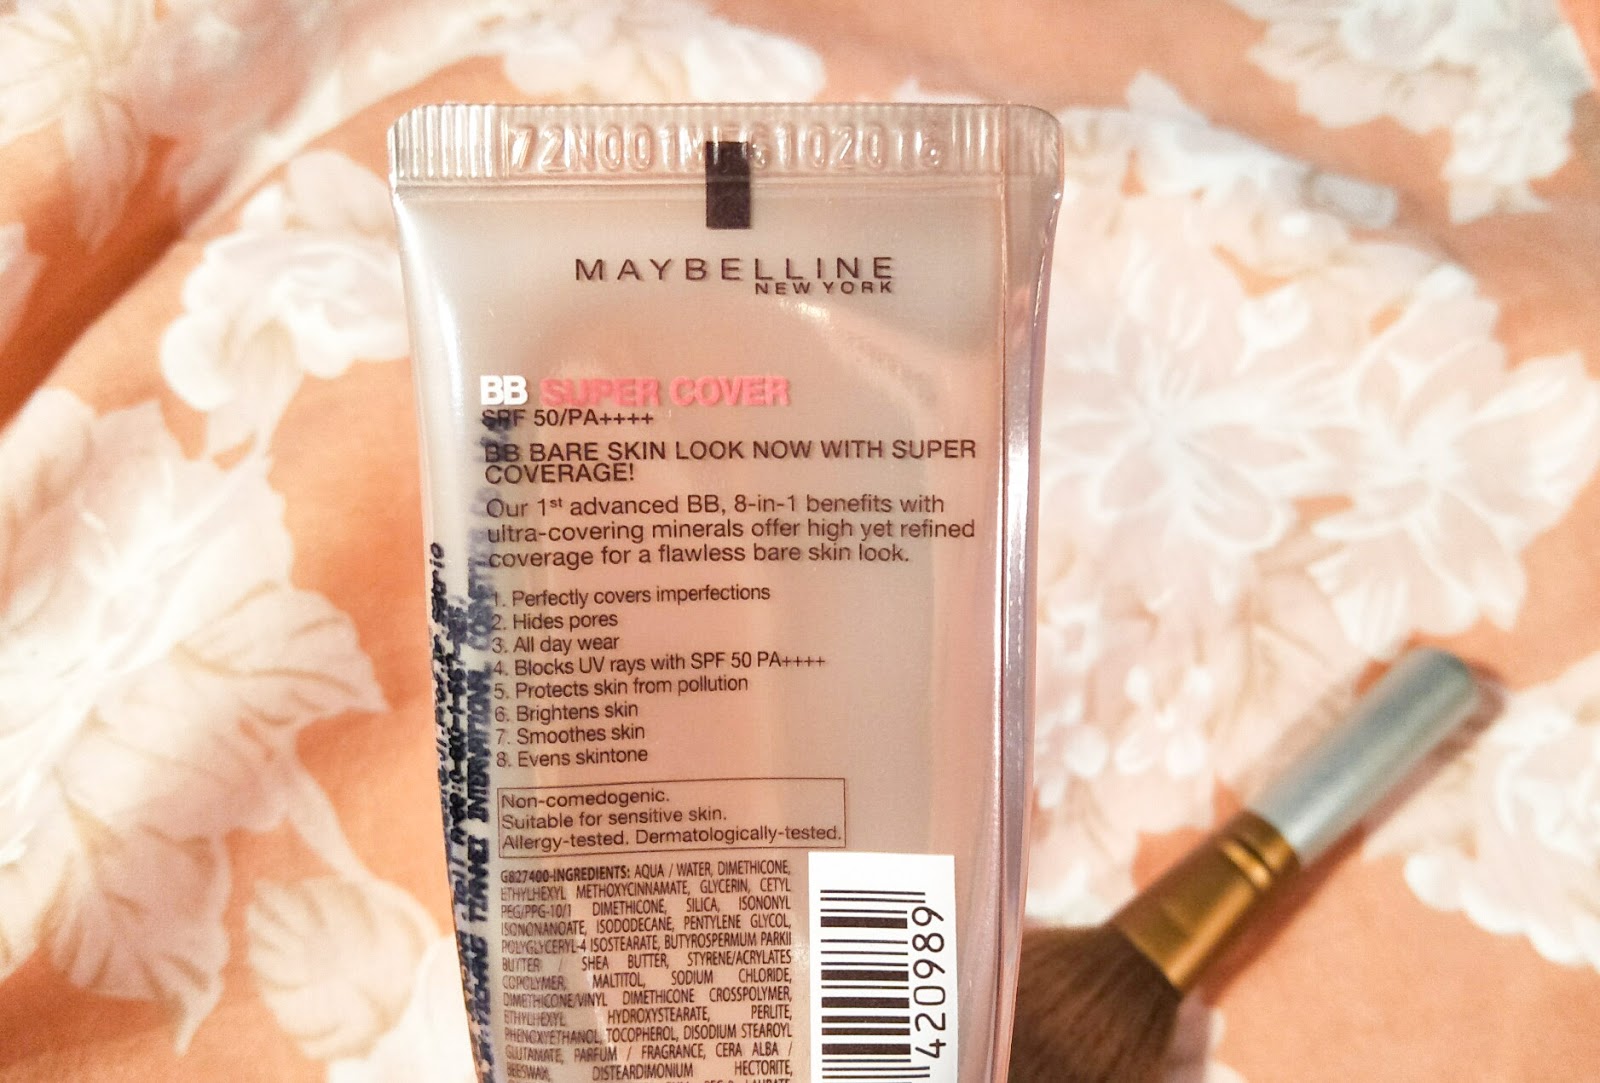 MAYBELLINE
NEW YORK
BB SUPER COVER
SPF 50/PA++++
BB BARE SKIN LOOK NOW WITH SUPER
COVERAGE!
Our 1st advanced BB, 8-in-1 benefits with
ultra-covering minerals offer high yet refined
coverage for a flawless bare skin look.
1. Perfectly covers imperfections
2. Hides pores
3. All day wear
4. Blocks UV rays with SPF 50 PA++++
5. Protects skin from pollution
6. Brightens skin
7. Smoothes skin
8. Evens skintone
Non-comedogenic.
Suitable for sensitive skin.
Allergy-tested. Dermatologically-tested.
G827400-INGREDIENTS: AQUA / WATER, DIMETHICONE,
ETHYLHEXYL METHOXYCINNAMATE, GLYCERIN, CETYL
PEG/PPG-10/1 DIMETHICONE, SILICA, ISONONYL
ISONONANOATE, ISODODECANE, PENTYLENE GLYCOL,
POLYGLYCERYL-4 ISOSTEARATE, BUTYROSPERMUM PARKII
BUTTER / SHEA BUTTER, STYRENE/ACRYLATES
COPOLYMER, MALTITOL, SODIUM CHLORIDE,
DIMETHICONE/VINYL DIMETHICONE CROSSPOLYMER,
ETHYLHEXYL HYDROXYSTEARATE, PERLITE,
PHENOXYETHANOL, TOCOPHEROL, DISODIUM STEAROYL
GLUTAMATE, PARFUM / FRAGRANCE, CERA ALBA /
BEESWAX, DISTEARDIMONIUM HECTORITE,
420989
INTERNATIONAL